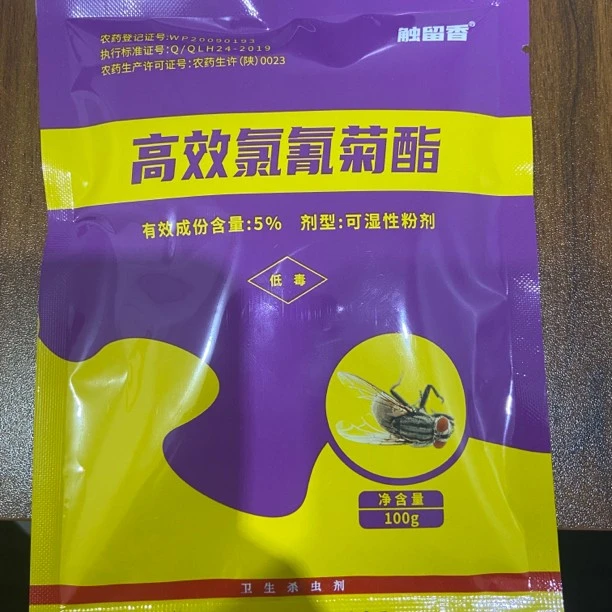 农药登记证号:WP20090193
执行标准证号:Q/QLH24-2019
农药生产许可证号:农药生许(陕)0023
触留香®
高效氯氰菊酯
有效成份含量:5% 剂型:可湿性粉剂
低毒
净含量
100g
卫生杀虫剂